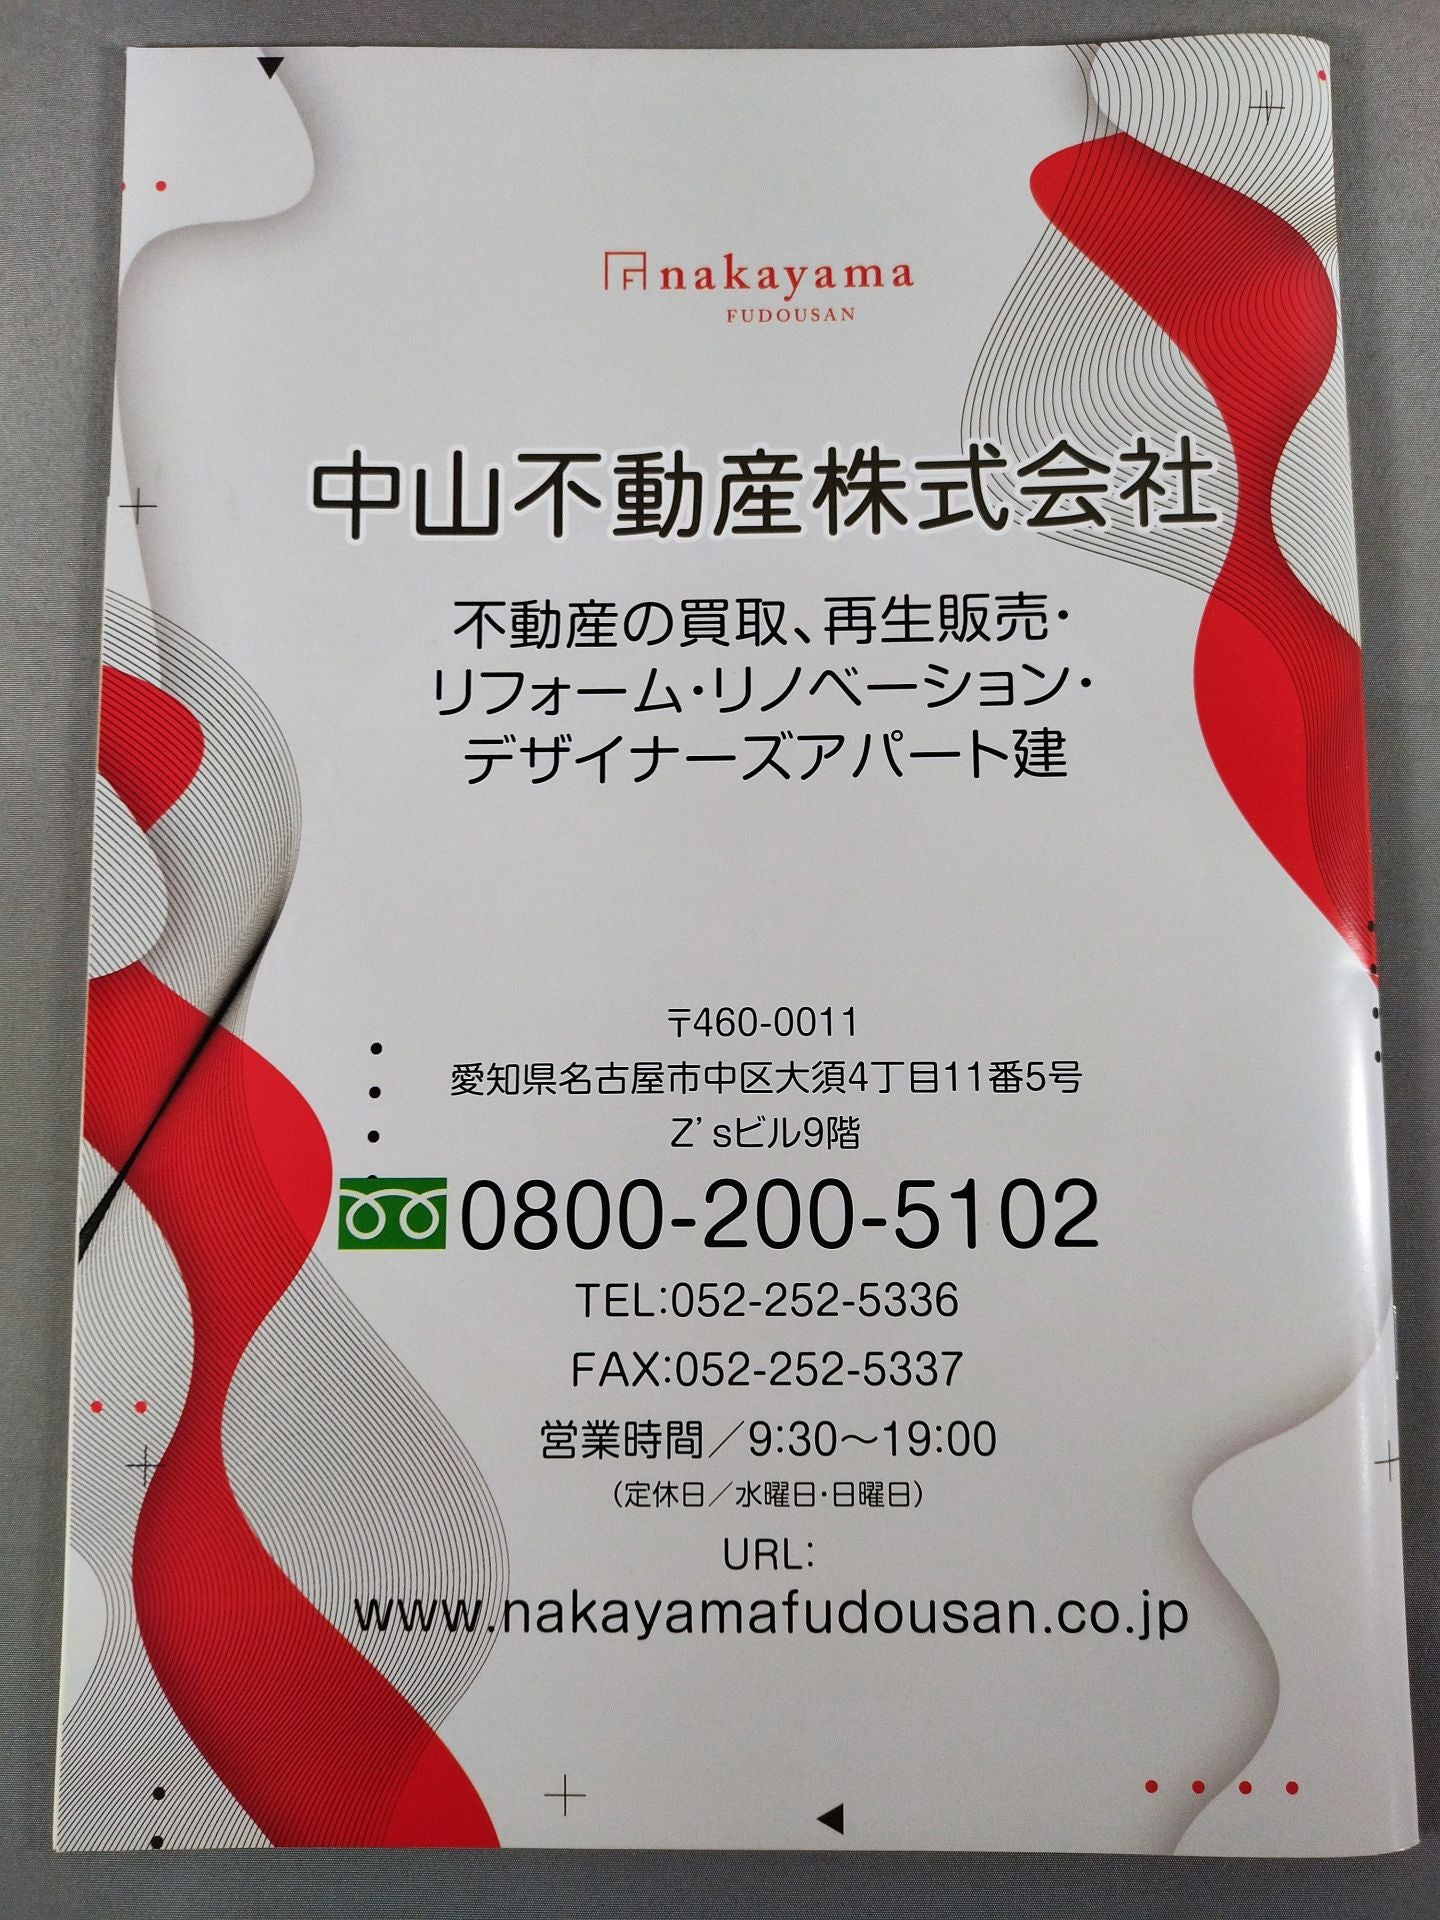 nakayama
FUDOUSAN
中山不動産株式会社
不動産の買取、再生販売・
リフォーム・リノベーション・
デザイナーズアパート建
〒460-0011
愛知県名古屋市中区大須4丁目11番5号
Z'sビル9階
0800-200-5102
TEL:052-252-5336
FAX:052-252-5337
営業時間／9:30～19:00
（定休日／水曜日・日曜日）
URL:
www.nakayamafudousan.co.jp